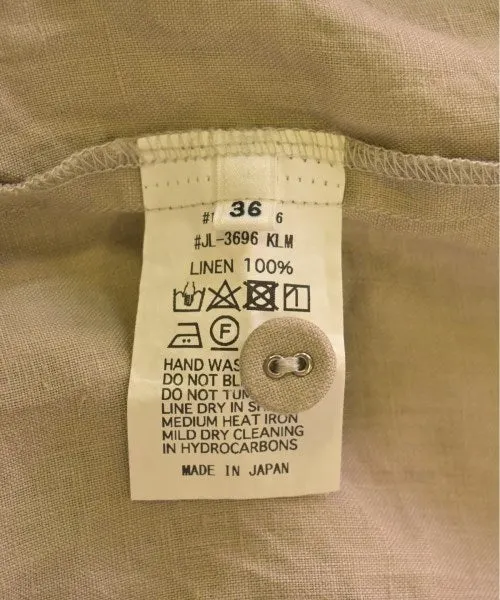 36
# 6
#JL-3696 KLM
LINEN 100%
F
HAND WAS
DO NOT BL
DO NOT TUM
LINE DRY IN SH
MEDIUM HEAT IRON
MILD DRY CLEANING
IN HYDROCARBONS
MADE IN JAPAN